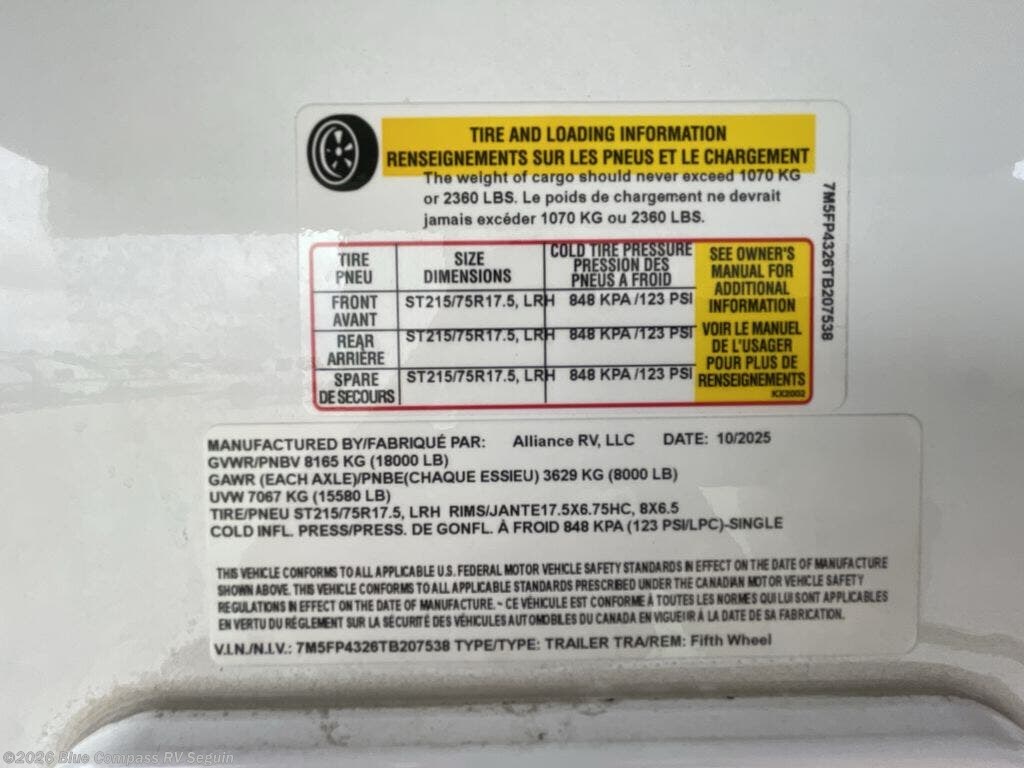 TIRE AND LOADING INFORMATION
RENSEIGNEMENTS SUR LES PNEUS ET LE CHARGEMENT
The weight of cargo should never exceed 1070 KG
or 2360 LBS. Le poids de chargement ne devrait
jamais excéder 1070 KG ou 2360 LBS.
TIRE PNEU SIZE DIMENSIONS COLD TIRE PRESSURE PRESSION DES PNEUS A FROID
FRONT AVANT ST215/75R17.5, LRH 848 KPA /123 PSI
REAR ARRIÈRE ST215/75R17.5, LRH 848 KPA /123 PSI
SPARE DE SECOURS ST215/75R17.5, LRH 848 KPA /123 PSI
SEE OWNER'S
MANUAL FOR
ADDITIONAL
INFORMATION
VOIR LE MANUEL
DE L'USAGER
POUR PLUS DE
RENSEIGNEMENTS
KX2002
7M5FP4326TB207538
MANUFACTURED BY/FABRIQUÉ PAR: Alliance RV, LLC DATE: 10/2025
GVWR/PNBV 8165 KG (18000 LB)
GAWR (EACH AXLE)/PNBE(CHAQUE ESSIEU) 3629 KG (8000 LB)
UVW 7067 KG (15580 LB)
TIRE/PNEU ST215/75R17.5, LRH RIMS/JANTE17.5X6.75HC, 8X6.5
COLD INFL. PRESS/PRESS. DE GONFL. À FROID 848 KPA (123 PSI/LPC)-SINGLE
THIS VEHICLE CONFORMS TO ALL APPLICABLE U.S. FEDERAL MOTOR VEHICLE SAFETY STANDARDS IN EFFECT ON THE DATE OF MANUFACTURE
SHOWN ABOVE. THIS VEHICLE CONFORMS TO ALL APPLICABLE STANDARDS PRESCRIBED UNDER THE CANADIAN MOTOR VEHICLE SAFETY
REGULATIONS IN EFFECT ON THE DATE OF MANUFACTURE. - CE VÉHICULE EST CONFORME À TOUTES LES NORMES QUI LUI SONT APPLICABLES
EN VERTU DU RÉGLEMENT SUR LA SÉCURITÉ DES VÉHICULES AUTOMOBILES DU CANADA EN VIGUEUR À LA DATE DE SA FABRICATION.
V.I.N./N.I.V.: 7M5FP4326TB207538 TYPE/TYPE: TRAILER TRA/REM: Fifth Wheel
©2026 Blue Compass RV Seguin